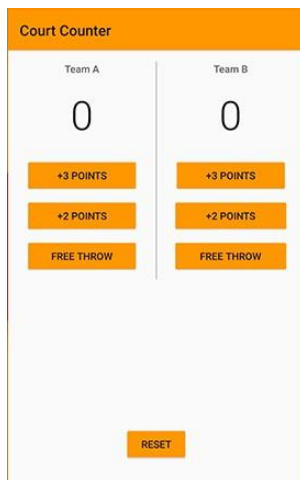 Court Counter
Team A Team B
0 0
+3 POINTS +3 POINTS
+2 POINTS +2 POINTS
FREE THROW FREE THROW
RESET